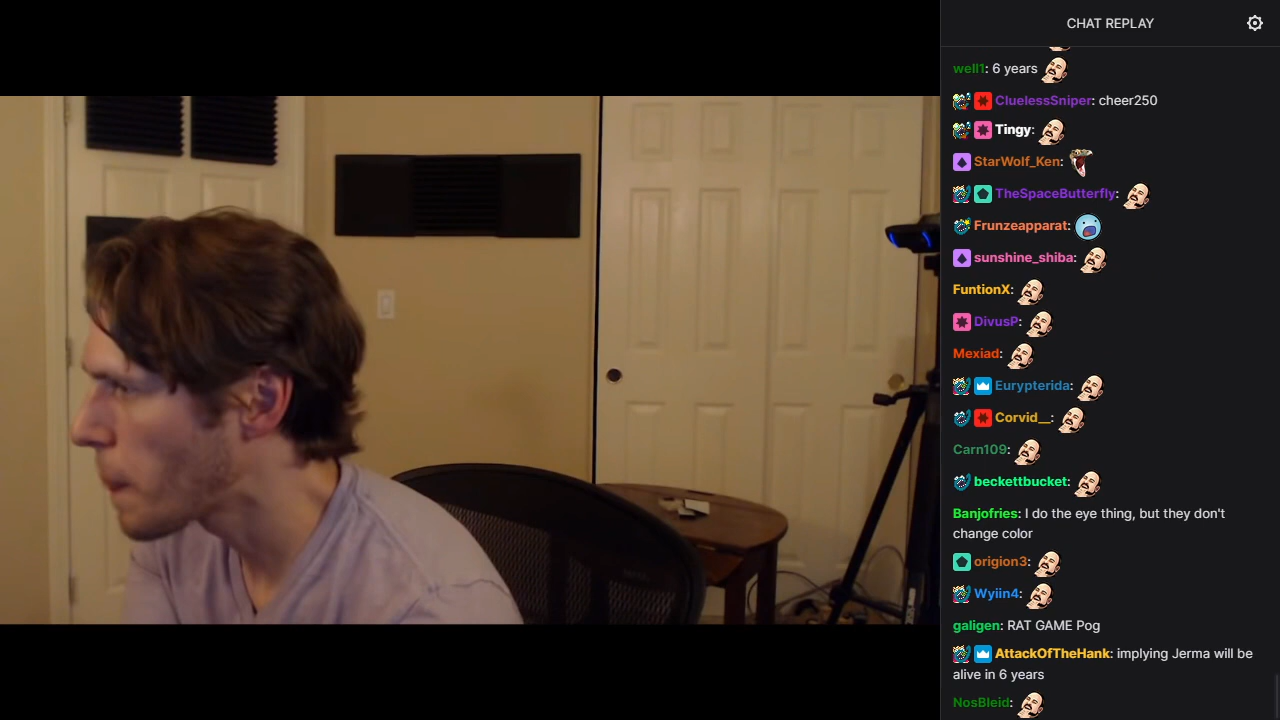 CHAT REPLAY
well1: 6 years
CluelessSniper: cheer250
Tingy:
StarWolf_Ken:
TheSpaceButterfly:
Frunzeapparat:
sunshine_shiba:
FuntionX:
DivusP:
Mexiad:
Eurypterida:
Corvid__:
Carn109:
beckettbucket:
Banjofries: I do the eye thing, but they don't
change color
origion3:
Wyiin4:
galigen: RAT GAME Pog
AttackOfTheHank: implying Jerma will be
alive in 6 years
NosBleid: